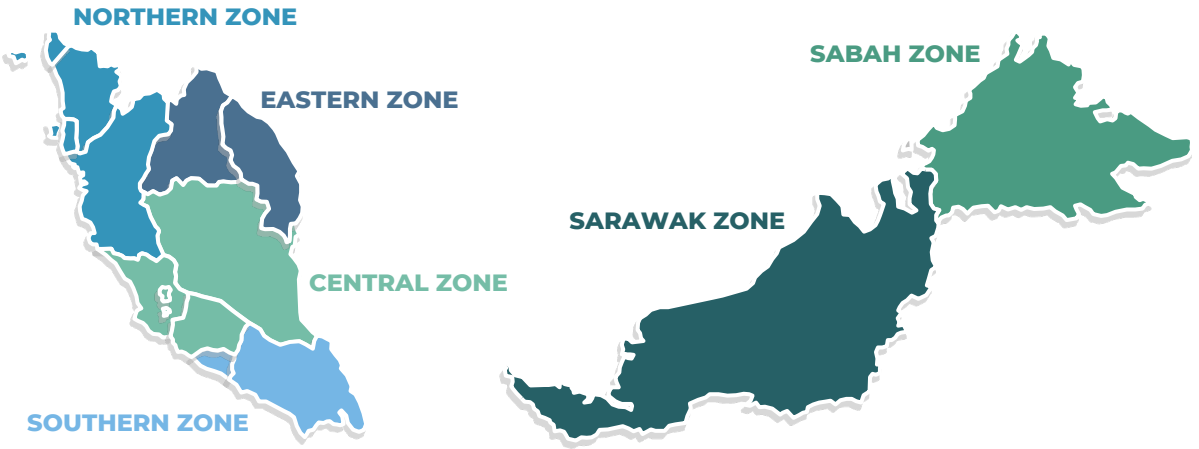 NORTHERN ZONE
SABAH ZONE
EASTERN ZONE
SARAWAK ZONE
CENTRAL ZONE
SOUTHERN ZONE